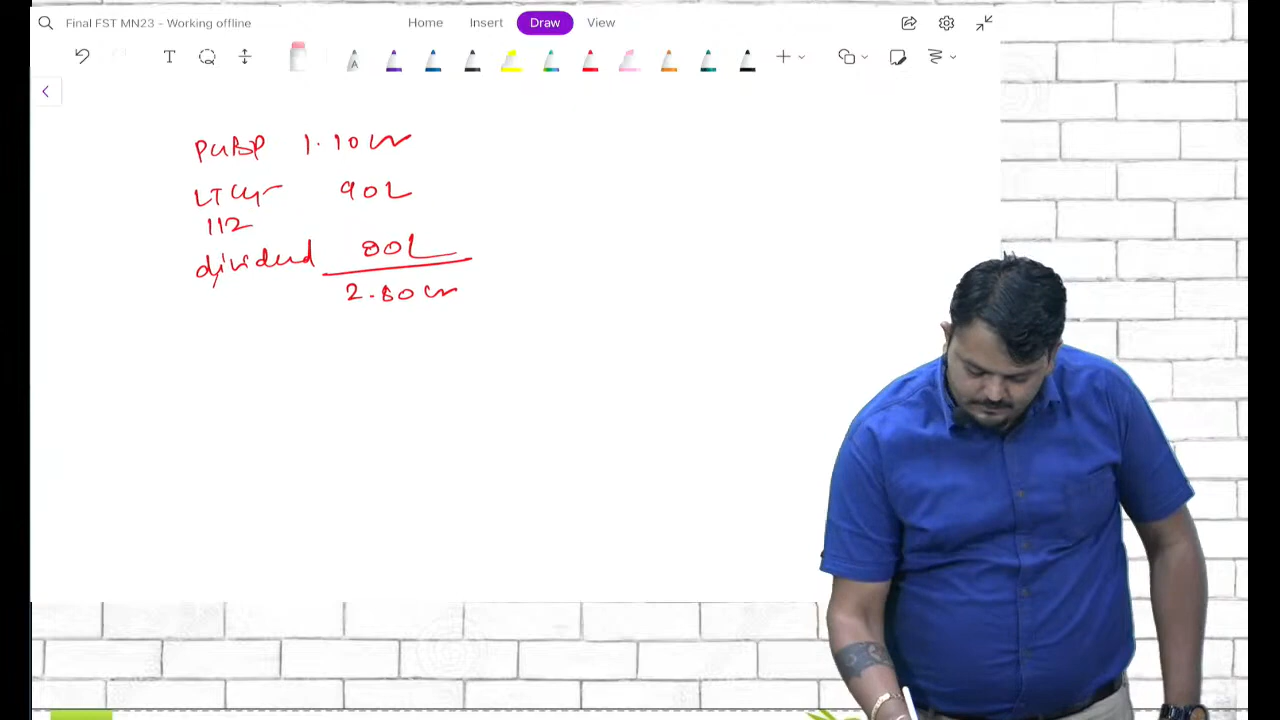 Final FST MN23 - Working offline
Home Insert Draw View
T
A
PGBP 1.10 cr
LTCG 90L
112
dividend 80L
2.80 cr